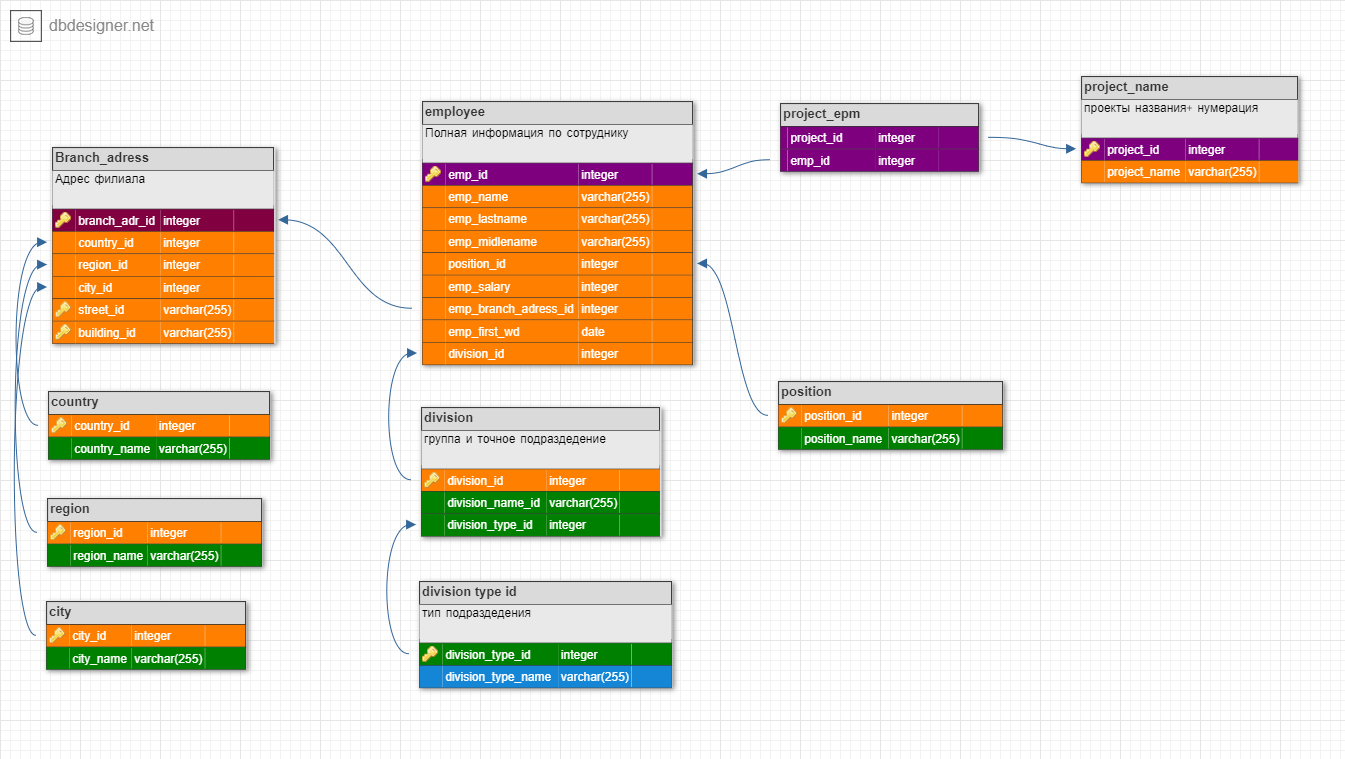 dbdesigner.net
Branch_adress
Адрес филиала
branch_adr_id integer
country_id integer
region_id integer
city_id integer
street_id varchar(255)
building_id varchar(255)
country
country_id integer
country_name varchar(255)
region
region_id integer
region_name varchar(255)
city
city_id integer
city_name varchar(255)
employee
Полная информация по сотруднику
emp_id integer
emp_name varchar(255)
emp_lastname varchar(255)
emp_midlename varchar(255)
position_id integer
emp_salary integer
emp_branch_adress_id integer
emp_first_wd date
division_id integer
division
группа и точное подраздедение
division_id integer
division_name_id varchar(255)
division_type_id integer
division type id
тип подраздедения
division_type_id integer
division_type_name varchar(255)
project_epm
project_id integer
emp_id integer
position
position_id integer
position_name varchar(255)
project_name
проекты названия+ нумерация
project_id integer
project_name varchar(255)